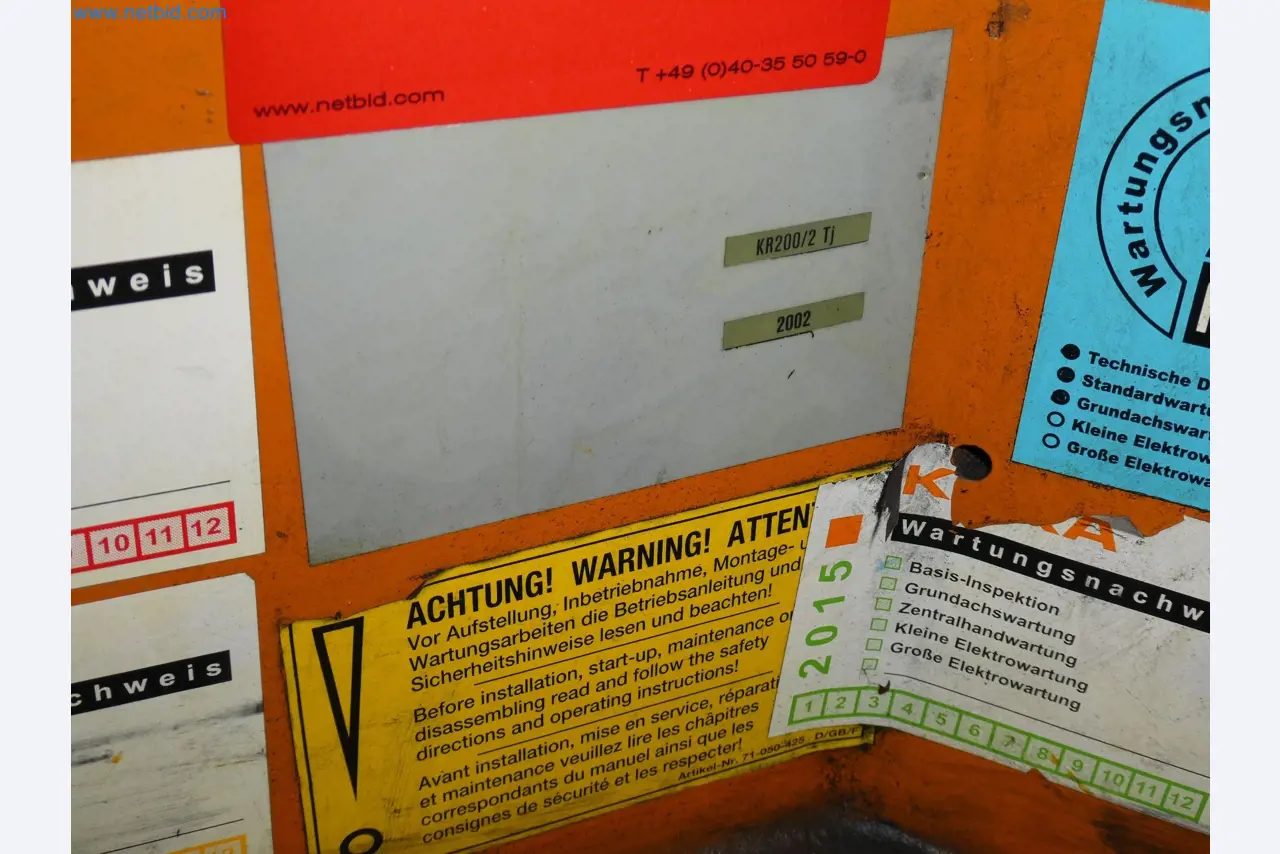 www.netbid.com
www.netbid.com
T +49 (0)40-35 50 59-0
KR200/2 Tj
2002
weis
10 11 12
chweis
Technische D
Standardwartu
Grundachswar
Kleine Elektrow
Große Elektrowa
ACHTUNG! WARNING! ATTEN
Vor Aufstellung, Inbetriebnahme, Montage- u
Wartungsarbeiten die Betriebsanleitung und
Sicherheitshinweise lesen und beachten!
Before installation, start-up, maintenance or
disassembling read and follow the safety
directions and operating instructions!
Avant installation, mise en service, réparati
et maintenance veuillez lire les châpitres
correspondants du manuel ainsi que les
consignes de sécurité et les respecter!
Artikel-Nr. 71-050-425 D/GB/F
K
KA
Wartungsnachw
2015
Basis-Inspektion
Grundachswartung
Zentralhandwartung
Kleine Elektrowartung
Große Elektrowartung
1 2 3 4 5 6 7 8 9 10 11 12
Wartungsn